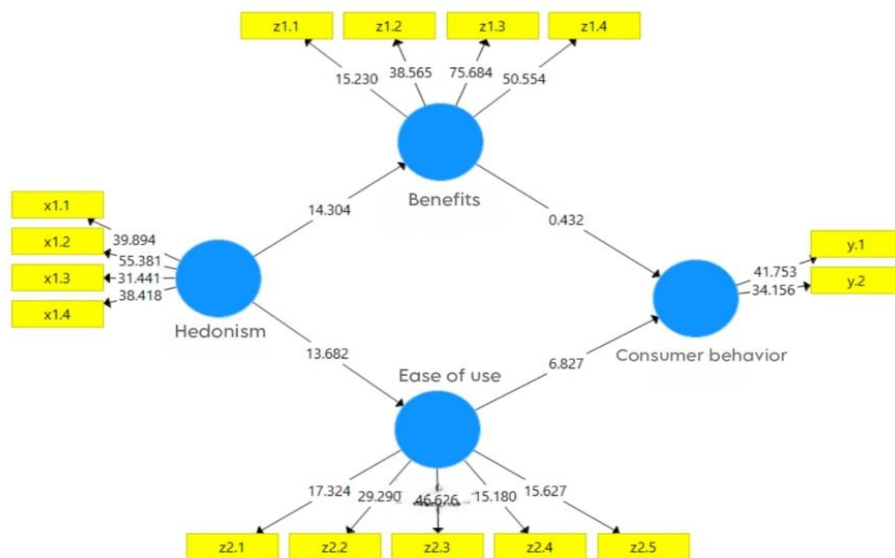 z1.1 z1.2 z1.3 z1.4
15.230 38.565 75.684 50.554
Benefits
x1.1
x1.2
x1.3
x1.4
39.894
55.381
31.441
38.418
Hedonism
14.304
0.432
13.682
6.827
y.1
y.2
41.753
34.156
Consumer behavior
Ease of use
17.324 29.290 46.626 15.180 15.627
z2.1 z2.2 z2.3 z2.4 z2.5